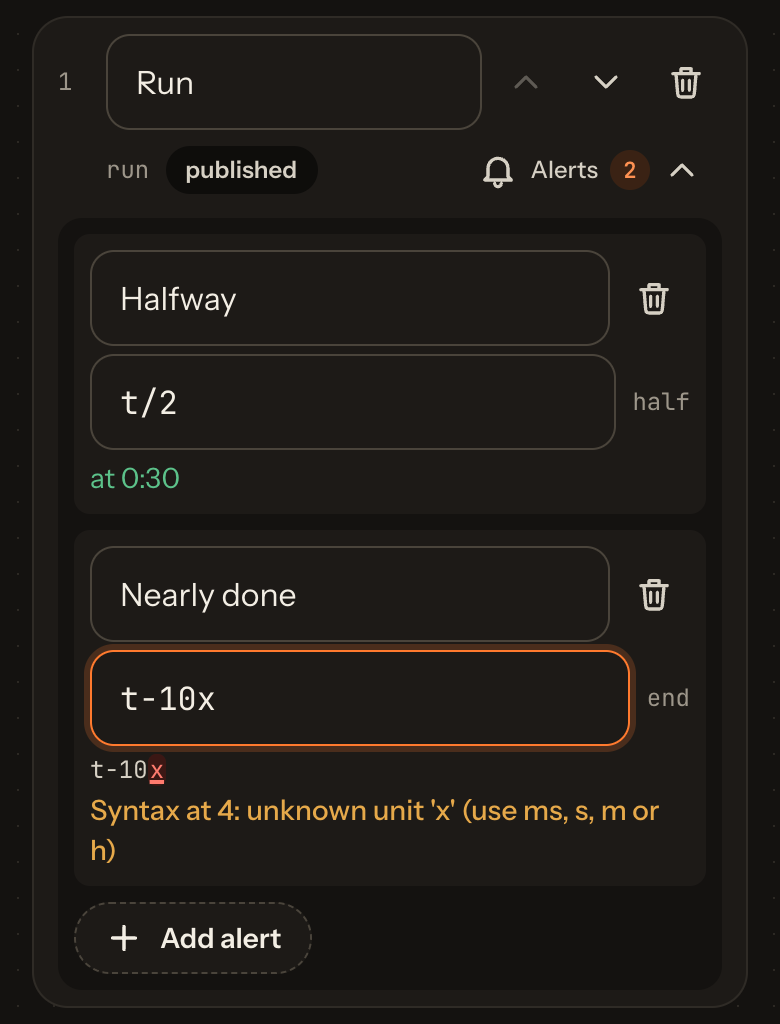 1 Run
run published Alerts 2
Halfway
t/2 half
at 0:30
Nearly done
t-10x end
t-10x
Syntax at 4: unknown unit 'x' (use ms, s, m or
h)
Add alert